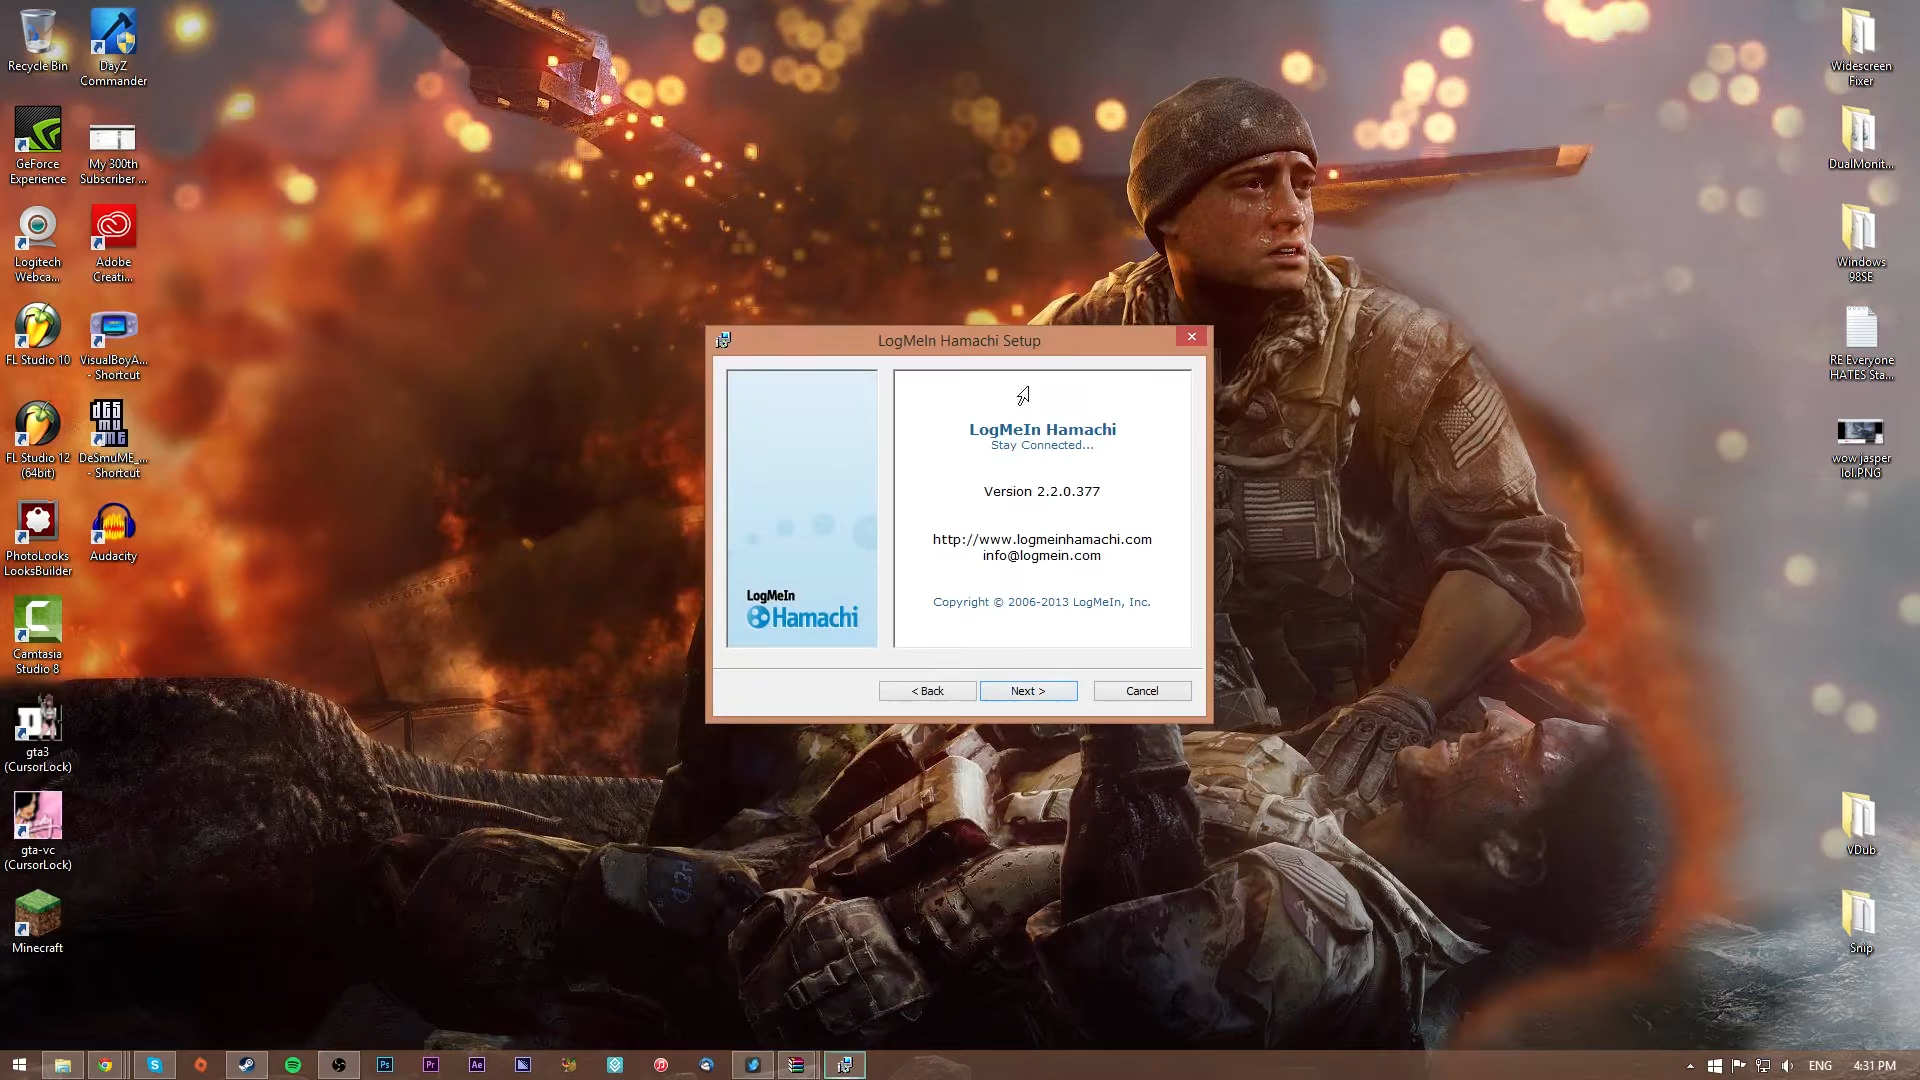 Recycle Bin
DayZ
Commander
GeForce
Experience
My 300th
Subscriber ...
Logitech
Webca...
Adobe
Creati...
FL Studio 10
VisualBoyA...
- Shortcut
FL Studio 12
(64bit)
DeSmuME_...
- Shortcut
PhotoLooks
LooksBuilder
Audacity
Camtasia
Studio 8
gta3
(CursorLock)
gta-vc
(CursorLock)
Minecraft
LogMeIn Hamachi Setup
LogMeIn
Hamachi
LogMeIn Hamachi
Stay Connected...
Version 2.2.0.377
http://www.logmeinhamachi.com
info@logmein.com
Copyright © 2006-2013 LogMeIn, Inc.
< Back
Next >
Cancel
Widescreen
Fixer
DualMonit...
Windows
98SE
RE Everyone
HATES Sta...
wow jasper
lol.PNG
VDub
Snip
Ps
Pr
Ae
ENG
4:31 PM